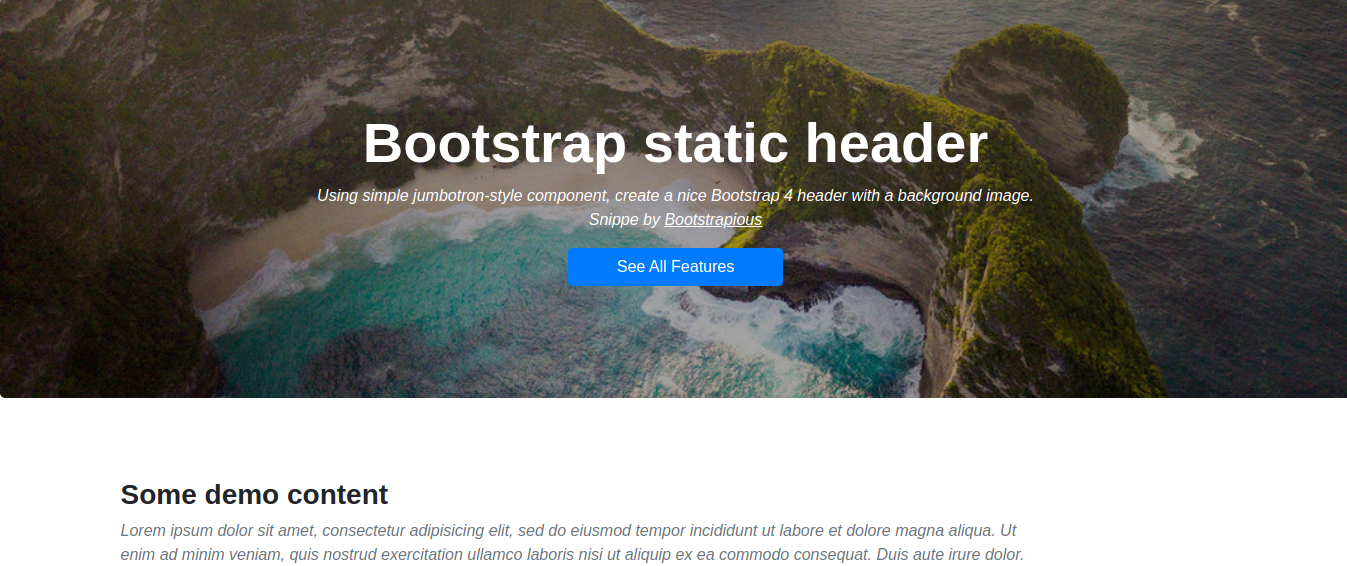 Bootstrap static header
Using simple jumbotron-style component, create a nice Bootstrap 4 header with a background image.
Snippe by Bootstrapious
See All Features
Some demo content
Lorem ipsum dolor sit amet, consectetur adipisicing elit, sed do eiusmod tempor incididunt ut labore et dolore magna aliqua. Ut
enim ad minim veniam, quis nostrud exercitation ullamco laboris nisi ut aliquip ex ea commodo consequat. Duis aute irure dolor.